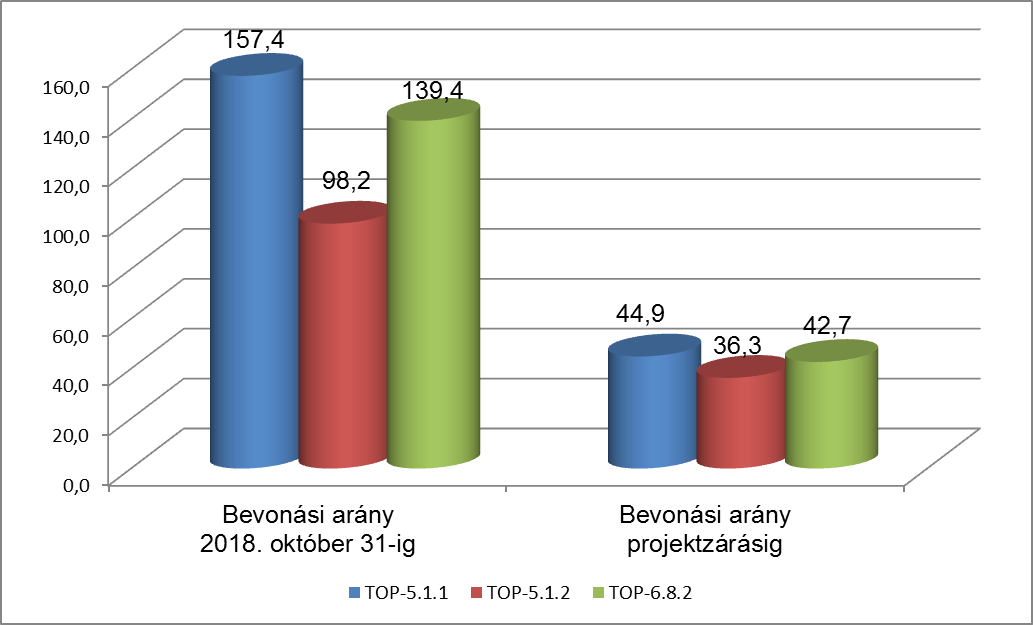 157,4
139,4
98,2
44,9
36,3
42,7
160,0
140,0
120,0
100,0
80,0
60,0
40,0
20,0
0,0
Bevonási arány
2018. október 31-ig
Bevonási arány
projektzárásig
TOP-5.1.1
TOP-5.1.2
TOP-6.8.2